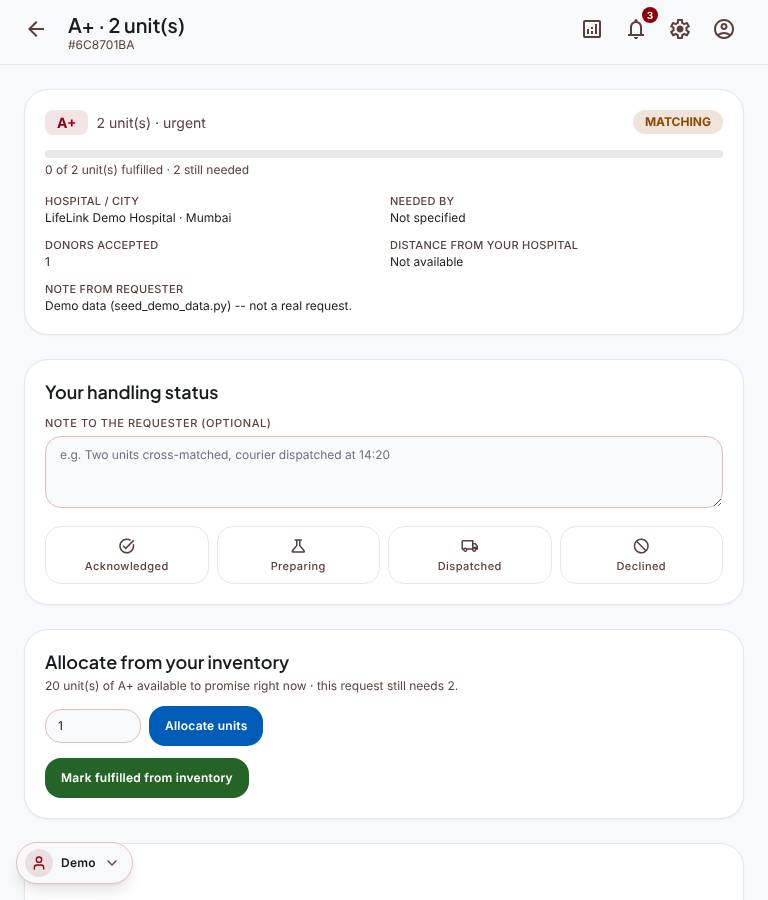 A+ · 2 unit(s)
#6C8701BA
3
A+ 2 unit(s) · urgent
MATCHING
0 of 2 unit(s) fulfilled · 2 still needed
HOSPITAL / CITY
LifeLink Demo Hospital · Mumbai
NEEDED BY
Not specified
DONORS ACCEPTED
1
DISTANCE FROM YOUR HOSPITAL
Not available
NOTE FROM REQUESTER
Demo data (seed_demo_data.py) -- not a real request.
Your handling status
NOTE TO THE REQUESTER (OPTIONAL)
e.g. Two units cross-matched, courier dispatched at 14:20
Acknowledged
Preparing
Dispatched
Declined
Allocate from your inventory
20 unit(s) of A+ available to promise right now · this request still needs 2.
1
Allocate units
Mark fulfilled from inventory
Demo